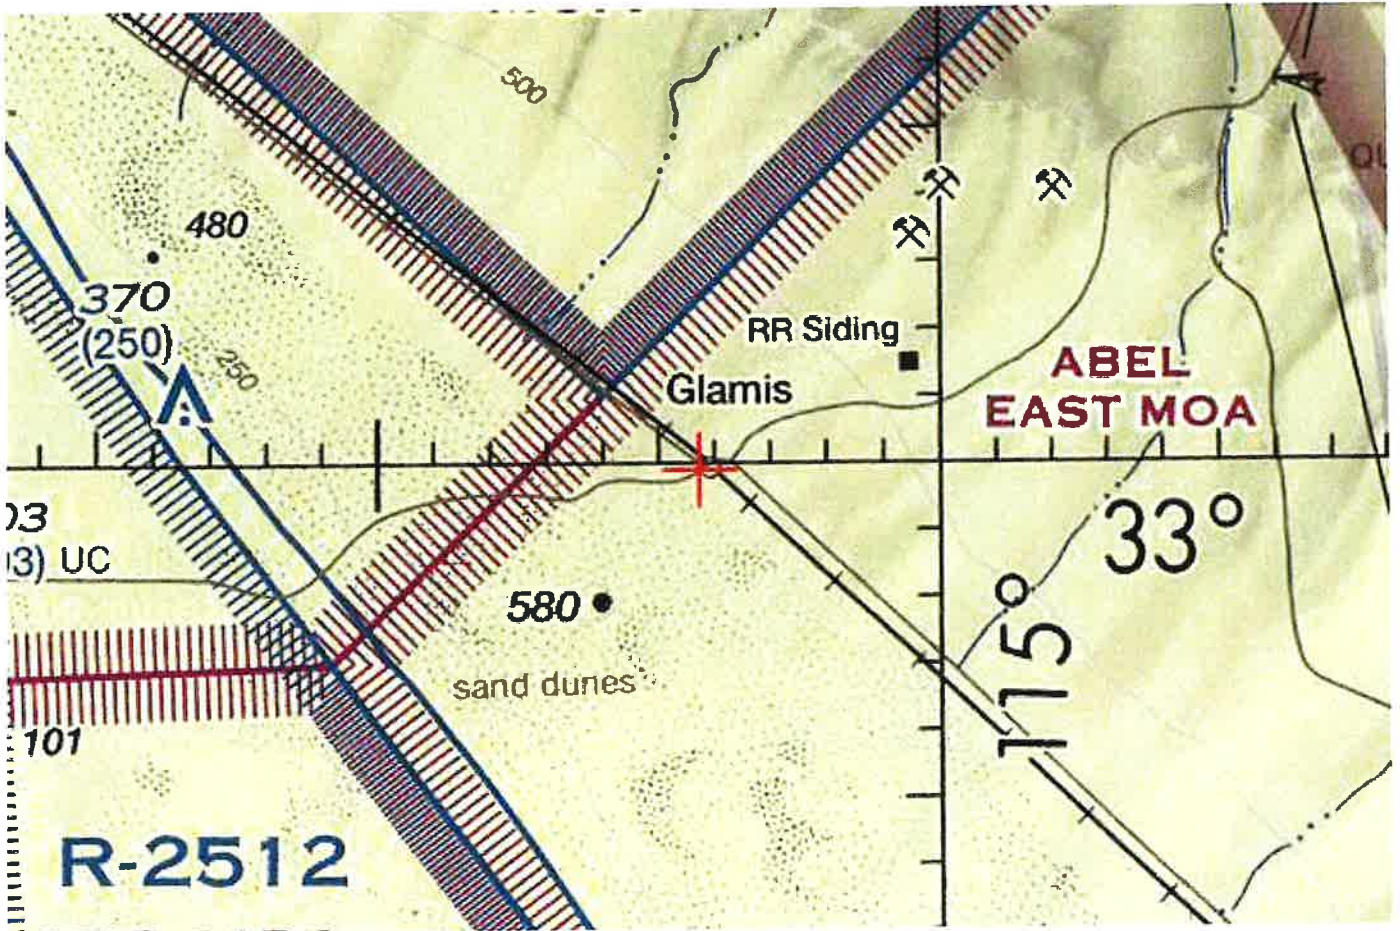 500
480
370
(250)
250
RR Siding
Glamis
ABEL
EAST MOA
UC
33°
115°
580
sand dunes
101
R-2512